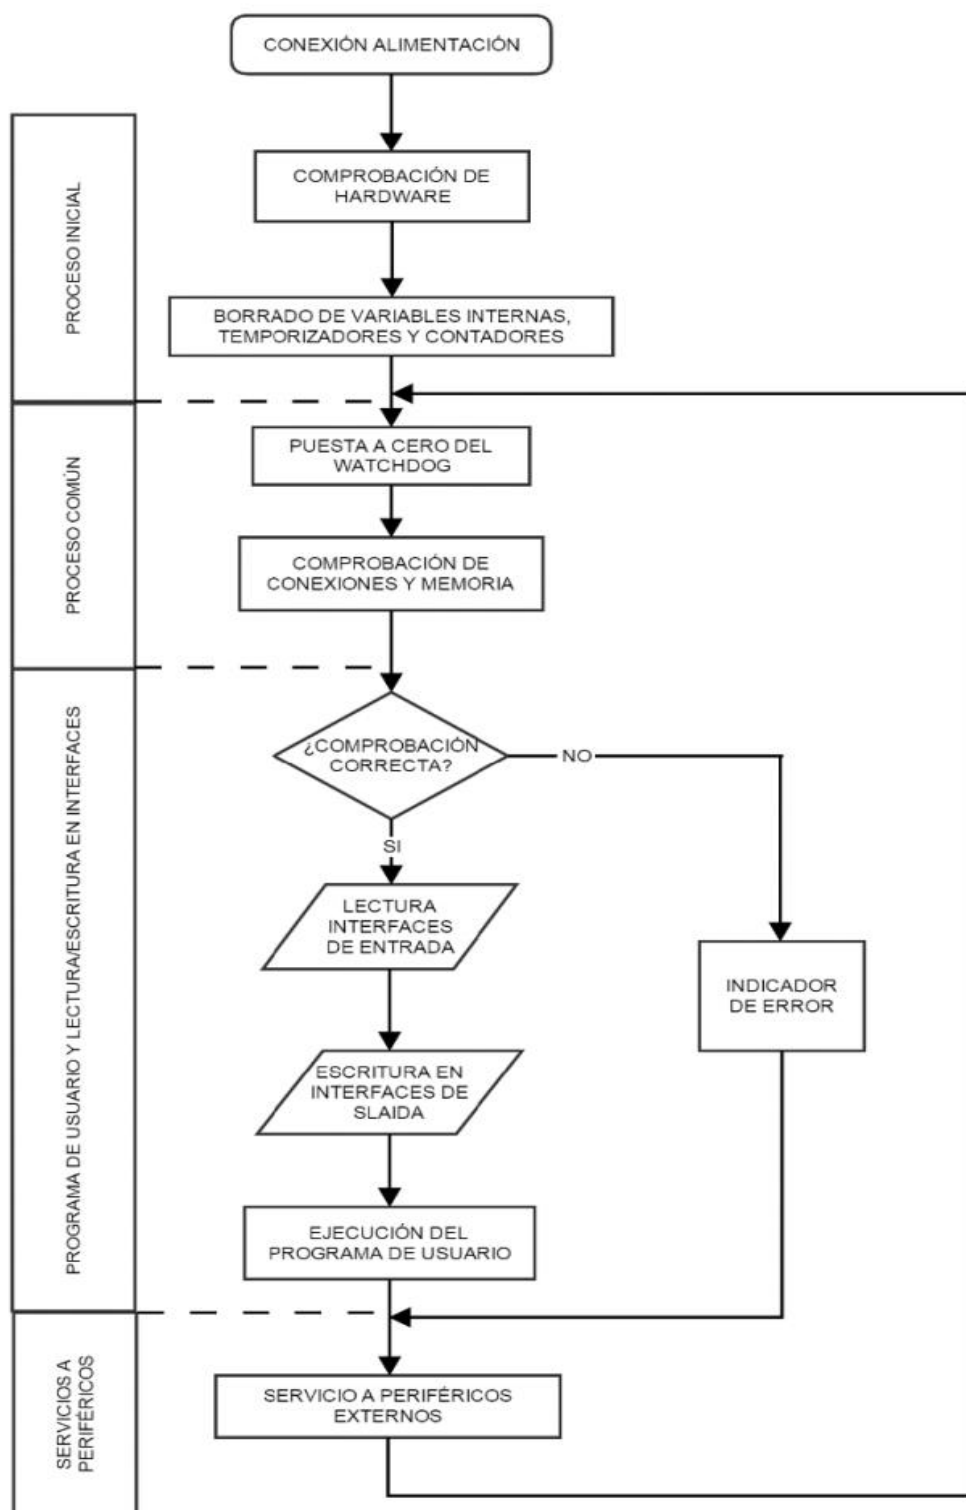 CONEXIÓN ALIMENTACIÓN
PROCESO INICIAL
COMPROBACIÓN DE
HARDWARE
BORRADO DE VARIABLES INTERNAS,
TEMPORIZADORES Y CONTADORES
PROCESO COMÚN
PUESTA A CERO DEL
WATCHDOG
COMPROBACIÓN DE
CONEXIONES Y MEMORIA
PROGRAMA DE USUARIO Y LECTURA/ESCRITURA EN INTERFACES
¿COMPROBACIÓN
CORRECTA?
NO
SI
LECTURA
INTERFACES
DE ENTRADA
INDICADOR
DE ERROR
ESCRITURA EN
INTERFACES DE
SLAIDA
EJECUCIÓN DEL
PROGRAMA DE USUARIO
SERVICIOS A
PERIFÉRICOS
SERVICIO A PERIFÉRICOS
EXTERNOS